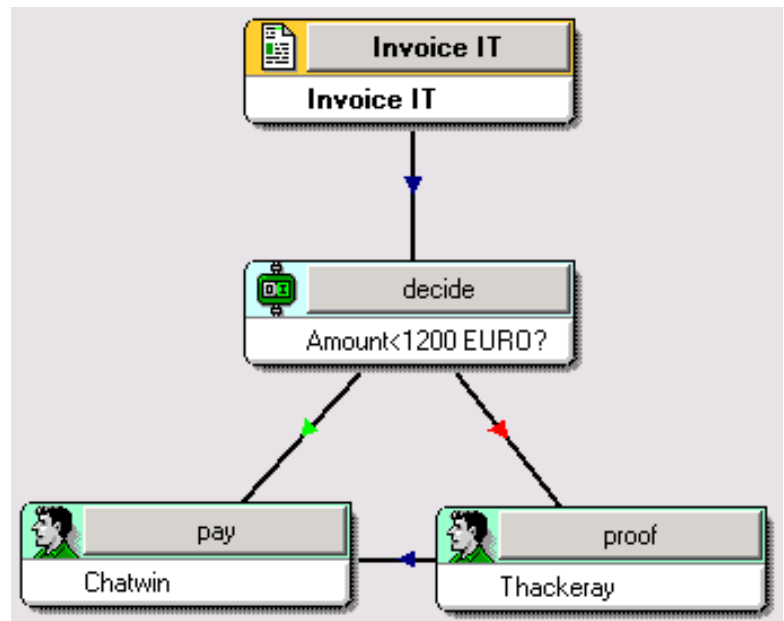 Invoice IT
Invoice IT
decide
Amount<1200 EURO?
pay
Chatwin
proof
Thackeray